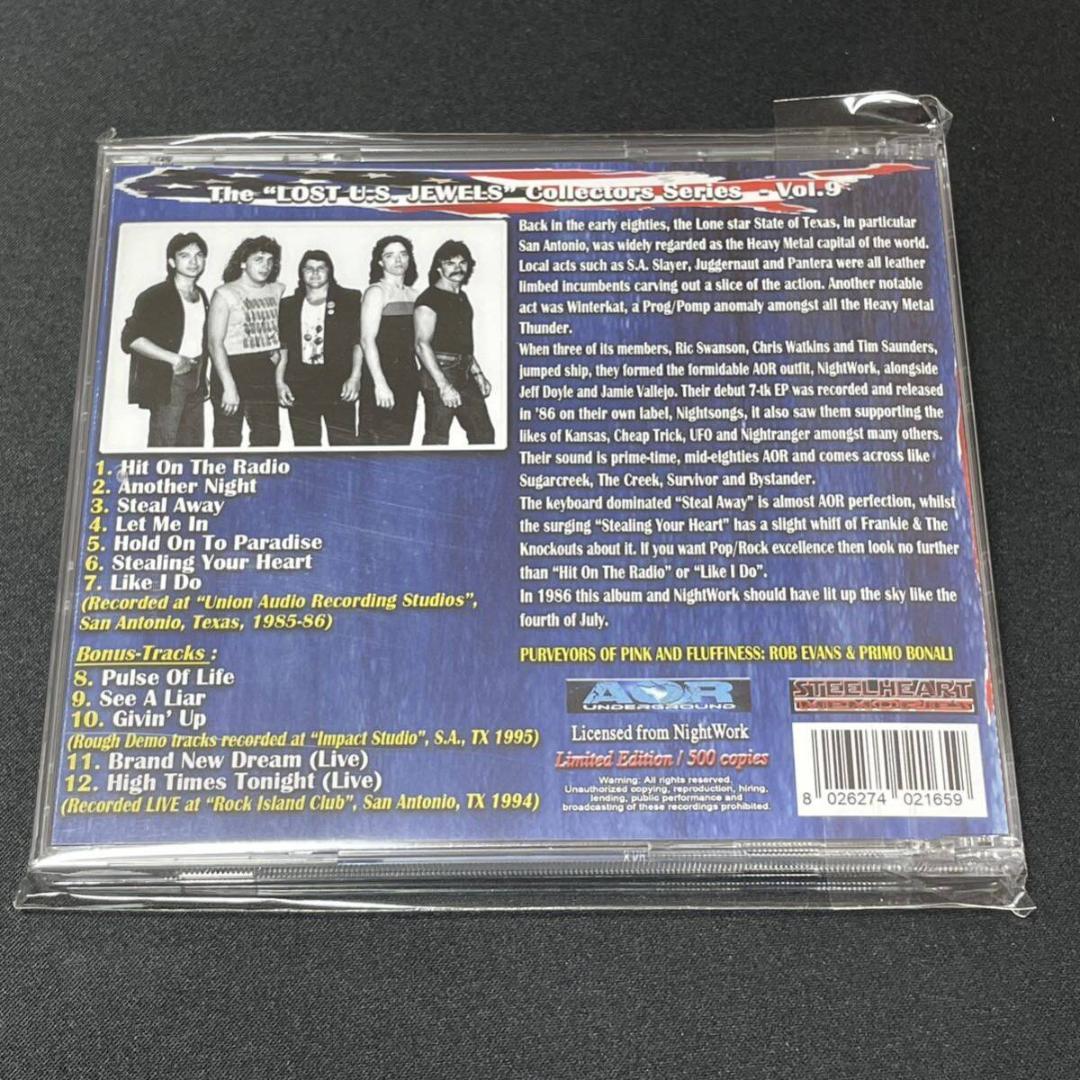 The "LOST U.S. JEWELS" Collectors Series - Vol.9
1. Hit On The Radio
2. Another Night
3. Steal Away
4. Let Me In
5. Hold On To Paradise
6. Stealing Your Heart
7. Like I Do
(Recorded at "Union Audio Recording Studios",
San Antonio, Texas, 1985-86)
Bonus-Tracks :
8. Pulse Of Life
9. See A Liar
10. Givin' Up
(Rough Demo tracks recorded at "Impact Studio", S.A., TX 1995)
11. Brand New Dream (Live)
12. High Times Tonight (Live)
(Recorded LIVE at "Rock Island Club", San Antonio, TX 1994)
Back in the early eighties, the Lone star State of Texas, in particular
San Antonio, was widely regarded as the Heavy Metal capital of the world.
Local acts such as S.A. Slayer, Juggernaut and Pantera were all leather
limbed incumbents carving out a slice of the action. Another notable
act was Winterkat, a Prog/Pomp anomaly amongst all the Heavy Metal
Thunder.
When three of its members, Ric Swanson, Chris Watkins and Tim Saunders,
jumped ship, they formed the formidable AOR outfit, NightWork, alongside
Jeff Doyle and Jamie Vallejo. Their debut 7-tk EP was recorded and released
in '86 on their own label, Nightsongs, it also saw them supporting the
likes of Kansas, Cheap Trick, UFO and Nightranger amongst many others.
Their sound is prime-time, mid-eighties AOR and comes across like
Sugarcreek, The Creek, Survivor and Bystander.
The keyboard dominated "Steal Away" is almost AOR perfection, whilst
the surging "Stealing Your Heart" has a slight whiff of Frankie & The
Knockouts about it. If you want Pop/Rock excellence then look no further
than "Hit On The Radio" or "Like I Do".
In 1986 this album and NightWork should have lit up the sky like the
fourth of July.
PURVEYORS OF PINK AND FLUFFINESS: ROB EVANS & PRIMO BONALI
AOR
UNDERGROUND
STEELHEART
MEMORIES
Licensed from NightWork
Limited Edition / 500 copies
Warning: All rights reserved.
Unauthorized copying, reproduction, hiring,
lending, public performance and
broadcasting of these recordings prohibited.
8 026274 021659